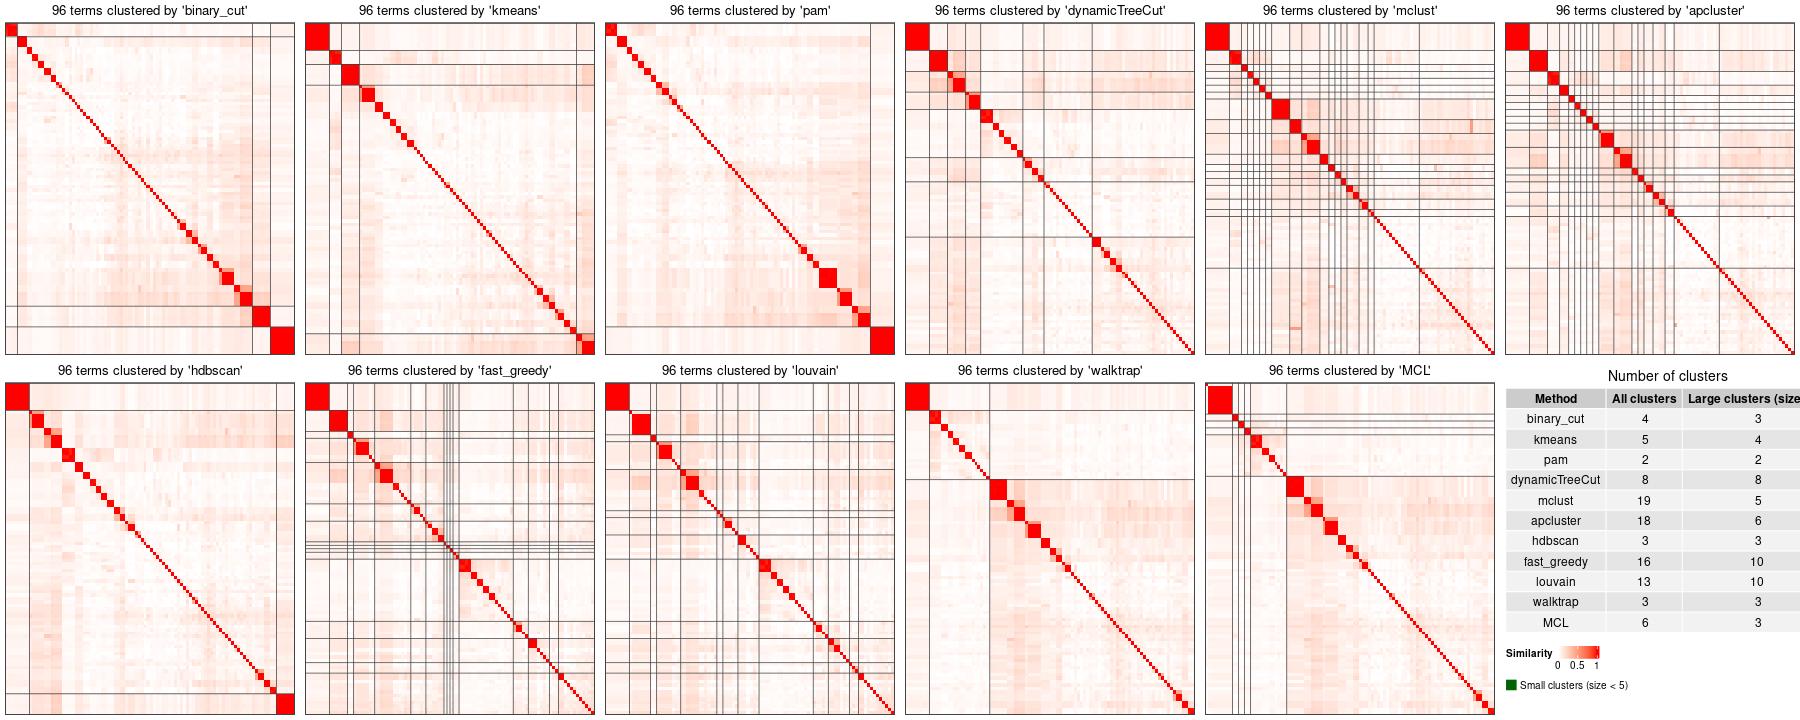 96 terms clustered by 'binary_cut'
96 terms clustered by 'kmeans'
96 terms clustered by 'pam'
96 terms clustered by 'dynamicTreeCut'
96 terms clustered by 'mclust'
96 terms clustered by 'apcluster'
96 terms clustered by 'hdbscan'
96 terms clustered by 'fast_greedy'
96 terms clustered by 'louvain'
96 terms clustered by 'walktrap'
96 terms clustered by 'MCL'
Number of clusters
Method All clusters Large clusters (size
binary_cut 4 3
kmeans 5 4
pam 2 2
dynamicTreeCut 8 8
mclust 19 5
apcluster 18 6
hdbscan 3 3
fast_greedy 16 10
louvain 13 10
walktrap 3 3
MCL 6 3
Similarity
0 0.5 1
Small clusters (size < 5)